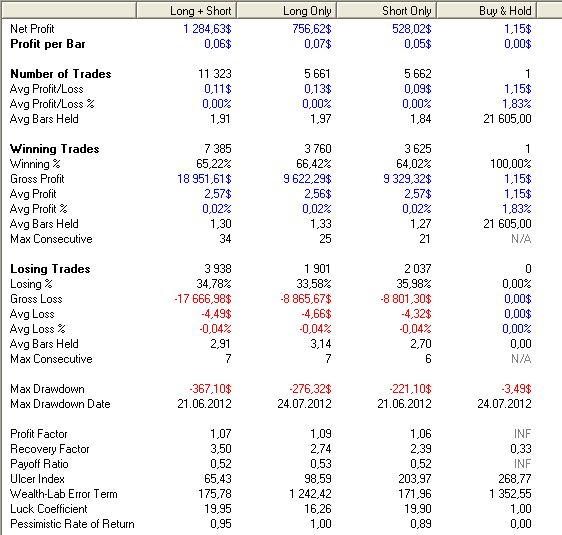 Long + Short Long Only Short Only Buy & Hold
Net Profit 1 284,63$ 756,62$ 528,02$ 1,15$
Profit per Bar 0,06$ 0,07$ 0,05$ 0,00$
Number of Trades 11 323 5 661 5 662 1
Avg Profit/Loss 0,11$ 0,13$ 0,09$ 1,15$
Avg Profit/Loss % 0,00% 0,00% 0,00% 1,83%
Avg Bars Held 1,91 1,97 1,84 21 605,00
Winning Trades 7 385 3 760 3 625 1
Winning % 65,22% 66,42% 64,02% 100,00%
Gross Profit 18 951,61$ 9 622,29$ 9 329,32$ 1,15$
Avg Profit 2,57$ 2,56$ 2,57$ 1,15$
Avg Profit % 0,02% 0,02% 0,02% 1,83%
Avg Bars Held 1,30 1,33 1,27 21 605,00
Max Consecutive 34 25 21 N/A
Losing Trades 3 938 1 901 2 037 0
Losing % 34,78% 33,58% 35,98% 0,00%
Gross Loss -17 666,98$ -8 865,67$ -8 801,30$ 0,00$
Avg Loss -4,49$ -4,66$ -4,32$ 0,00$
Avg Loss % -0,04% -0,04% -0,04% 0,00%
Avg Bars Held 2,91 3,14 2,70 0,00
Max Consecutive 7 7 6 N/A
Max Drawdown -367,10$ -276,32$ -221,10$ -3,49$
Max Drawdown Date 21.06.2012 24.07.2012 21.06.2012 24.07.2012
Profit Factor 1,07 1,09 1,06 INF
Recovery Factor 3,50 2,74 2,39 0,33
Payoff Ratio 0,52 0,53 0,52 INF
Ulcer Index 65,43 98,59 203,97 268,77
Wealth-Lab Error Term 175,78 1 242,42 171,96 1 352,55
Luck Coefficient 19,95 16,26 19,90 1,00
Pessimistic Rate of Return 0,95 1,00 0,89 0,00